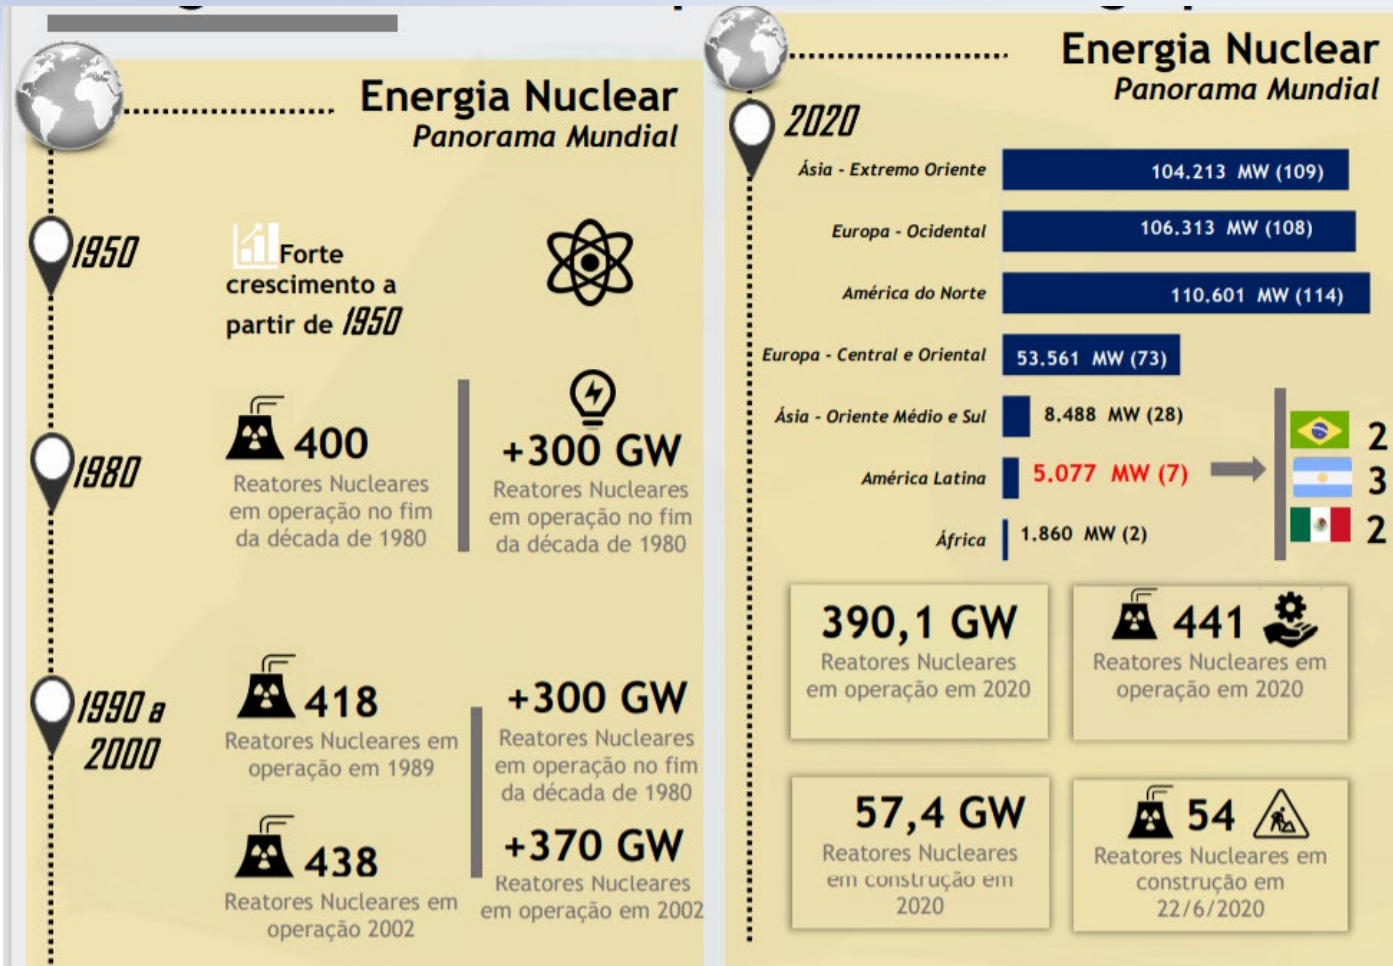 Energia Nuclear
Panorama Mundial
1950
Forte
crescimento a
partir de 1950
1980
400
Reatores Nucleares
em operação no fim
da década de 1980
+300 GW
Reatores Nucleares
em operação no fim
da década de 1980
1990 a
2000
418
Reatores Nucleares em
operação em 1989
+300 GW
Reatores Nucleares
em operação no fim
da década de 1980
438
Reatores Nucleares em
operação 2002
+370 GW
Reatores Nucleares
em operação em 2002
Energia Nuclear
Panorama Mundial
2020
Ásia - Extremo Oriente
104.213 MW (109)
Europa - Ocidental
106.313 MW (108)
América do Norte
110.601 MW (114)
Europa - Central e Oriental
53.561 MW (73)
Ásia - Oriente Médio e Sul
8.488 MW (28)
América Latina
5.077 MW (7)
África
1.860 MW (2)
2
3
2
390,1 GW
Reatores Nucleares
em operação em 2020
441
Reatores Nucleares em
operação em 2020
57,4 GW
Reatores Nucleares
em construção em
2020
54
Reatores Nucleares em
construção em
22/6/2020